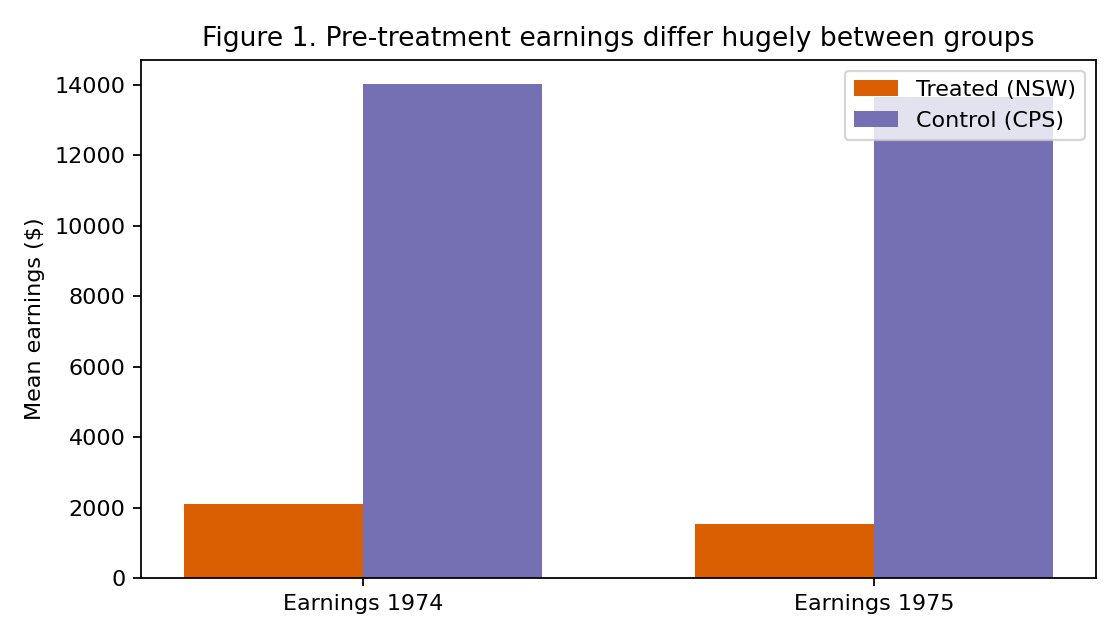 Figure 1. Pre-treatment earnings differ hugely between groups
Treated (NSW)
Control (CPS)
Mean earnings ($)
14000
12000
10000
8000
6000
4000
2000
0
Earnings 1974
Earnings 1975